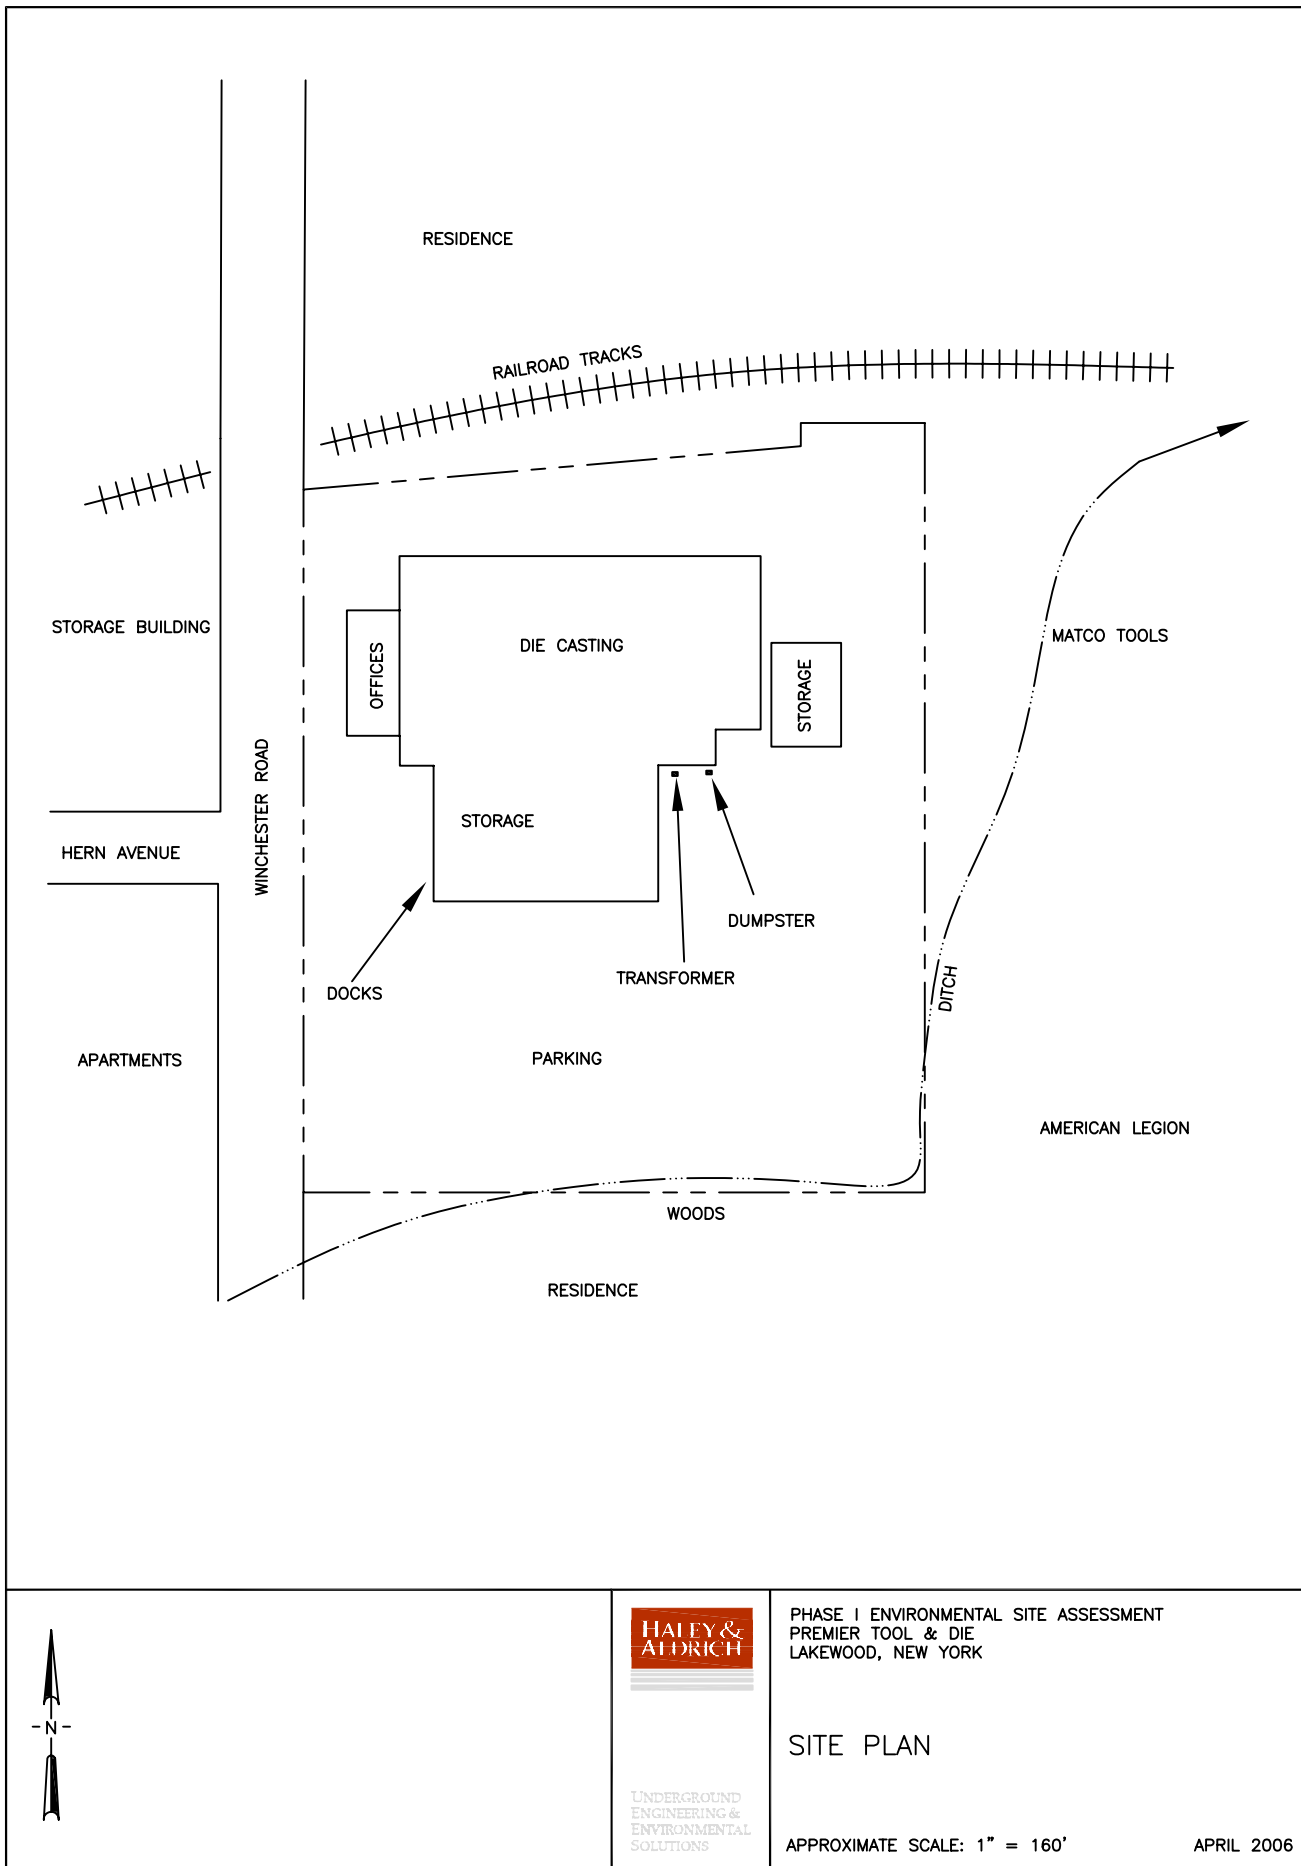 RESIDENCE
RAILROAD TRACKS
STORAGE BUILDING
OFFICES
DIE CASTING
STORAGE
MATCO TOOLS
WINCHESTER ROAD
STORAGE
HERN AVENUE
DUMPSTER
TRANSFORMER
DOCKS
DITCH
APARTMENTS
PARKING
AMERICAN LEGION
WOODS
RESIDENCE
-N-
HALEY &
ALDRICH
UNDERGROUND
ENGINEERING &
ENVIRONMENTAL
SOLUTIONS
PHASE I ENVIRONMENTAL SITE ASSESSMENT
PREMIER TOOL & DIE
LAKEWOOD, NEW YORK
SITE PLAN
APPROXIMATE SCALE: 1" = 160'
APRIL 2006